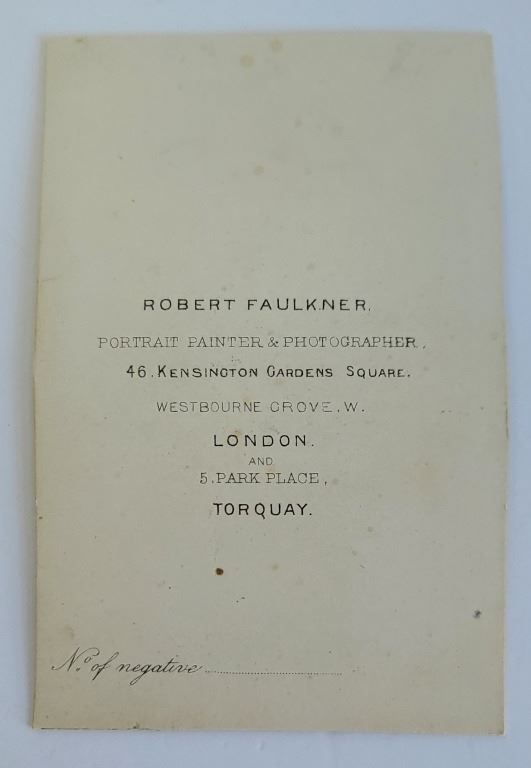 ROBERT FAULKNER,
PORTRAIT PAINTER & PHOTOGRAPHER,
46, KENSINGTON GARDENS SQUARE,
WESTBOURNE GROVE, W.
LONDON.
AND
5, PARK PLACE,
TORQUAY.
No. of negative